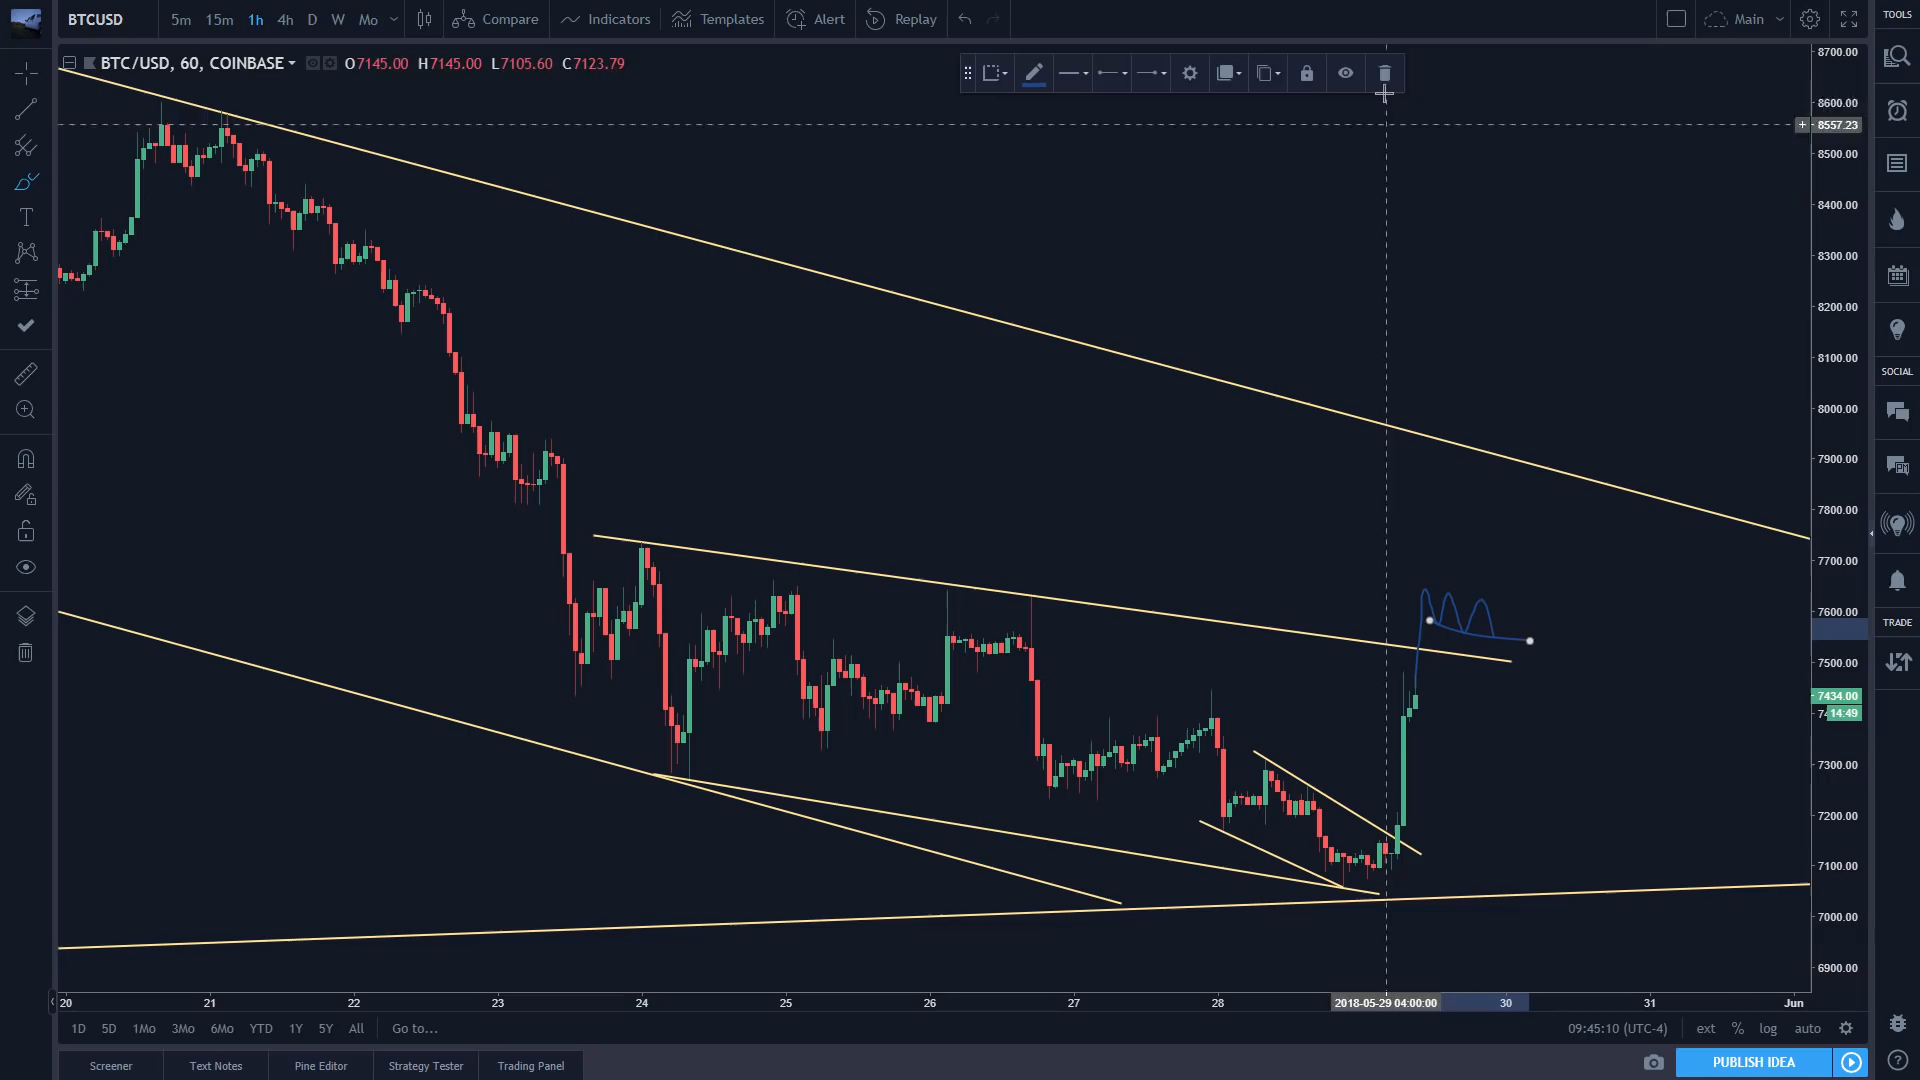 BTCUSD 5m 15m 1h 4h D W Mo Compare Indicators Templates Alert Replay Main
TOOLS
BTC/USD, 60, COINBASE O7145.00 H7145.00 L7105.60 C7123.79
8700.00
8600.00
8557.23
8500.00
8400.00
8300.00
8200.00
8100.00
8000.00
7900.00
7800.00
7700.00
7600.00
7500.00
7434.00
14:49
7300.00
7200.00
7100.00
7000.00
6900.00
SOCIAL
TRADE
20 21 22 23 24 25 26 27 28 2018-05-29 04:00:00 30 31 Jun
1D 5D 1Mo 3Mo 6Mo YTD 1Y 5Y All Go to... 09:45:10 (UTC-4) ext % log auto
Screener Text Notes Pine Editor Strategy Tester Trading Panel PUBLISH IDEA